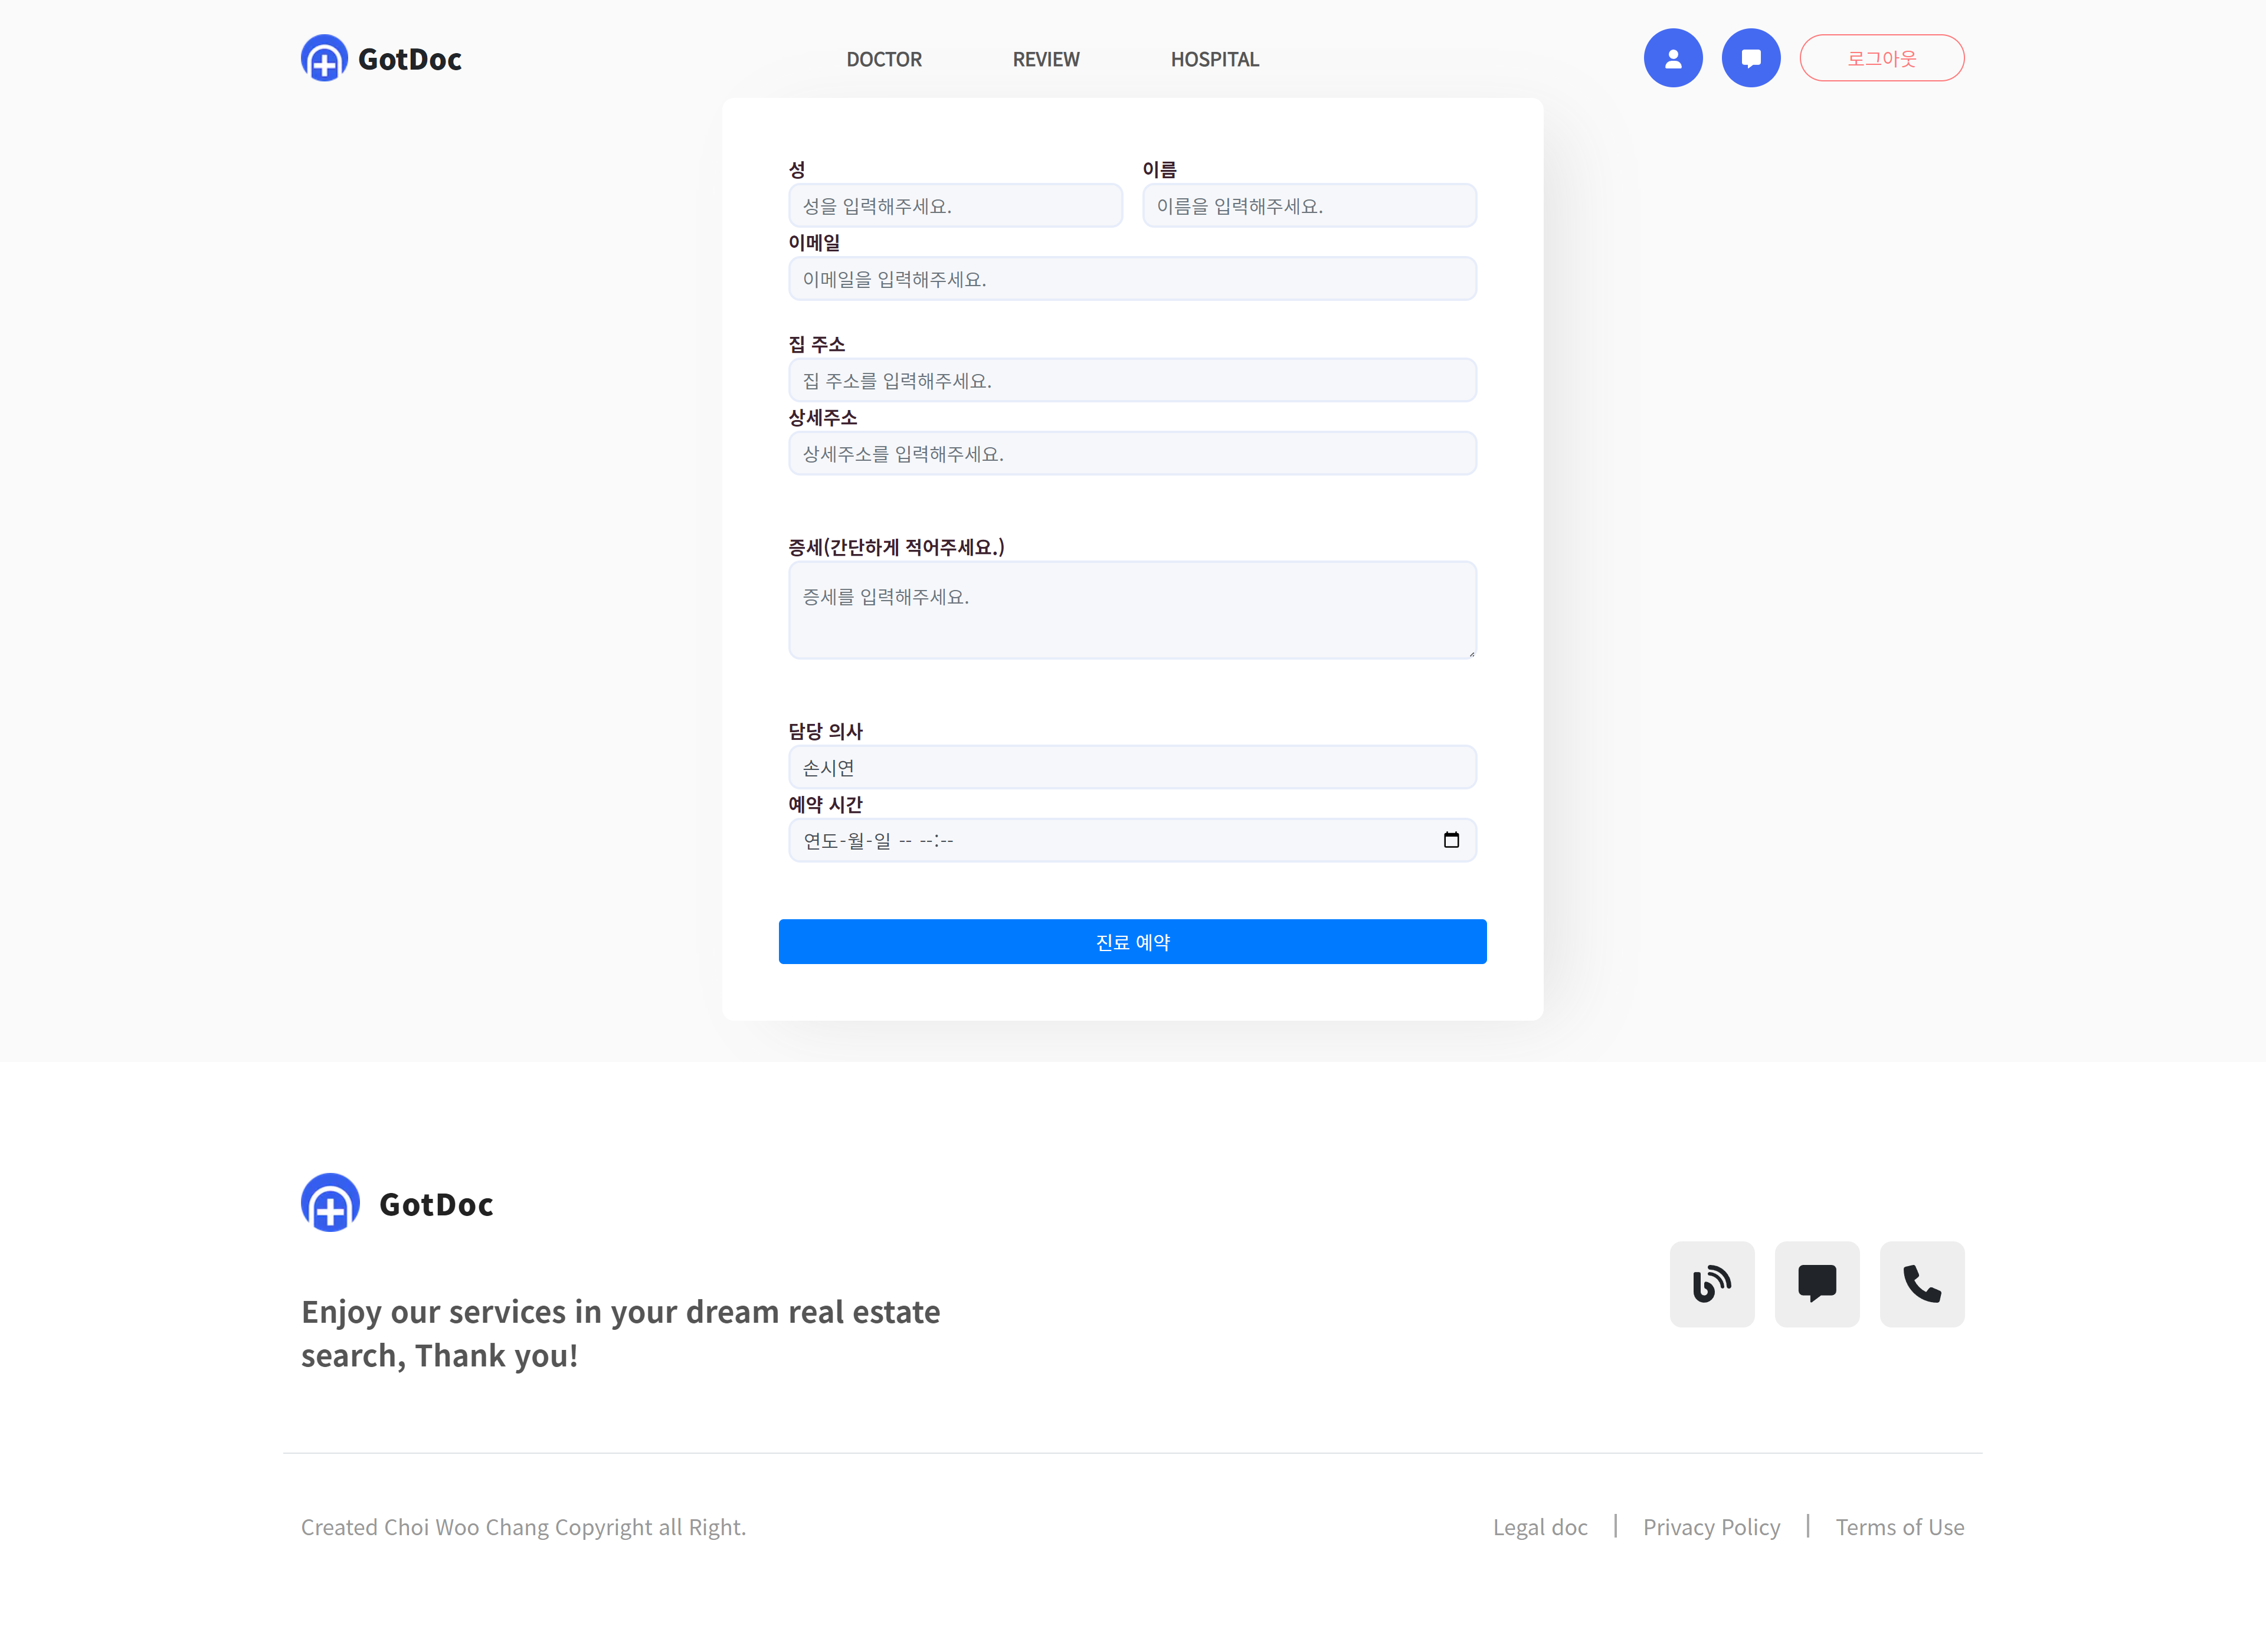 GotDoc
DOCTOR REVIEW HOSPITAL
로그아웃
성 이름
성을 입력해주세요. 이름을 입력해주세요.
이메일
이메일을 입력해주세요.
집 주소
집 주소를 입력해주세요.
상세주소
상세주소를 입력해주세요.
증세(간단하게 적어주세요.)
증세를 입력해주세요.
담당 의사
손시연
예약 시간
연도-월-일 -- --:--
진료 예약
GotDoc
Enjoy our services in your dream real estate
search, Thank you!
Created Choi Woo Chang Copyright all Right.
Legal doc | Privacy Policy | Terms of Use